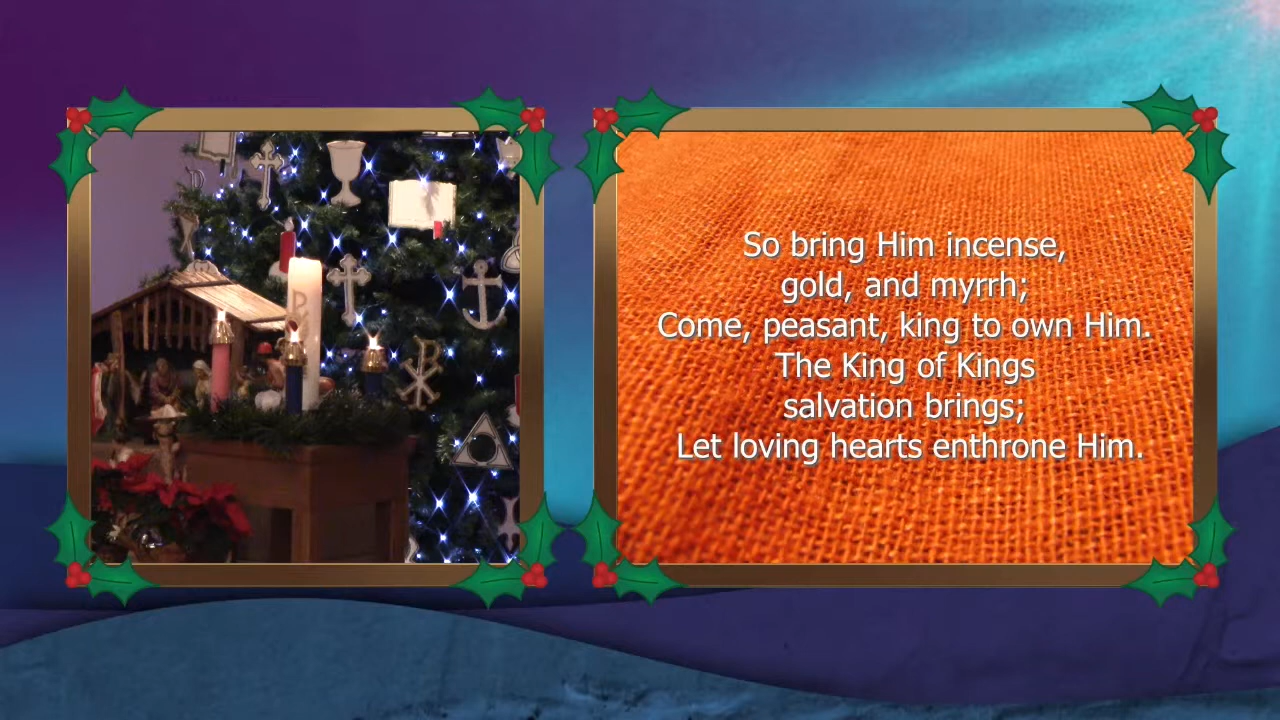 So bring Him incense,
gold, and myrrh;
Come, peasant, king to own Him.
The King of Kings
salvation brings;
Let loving hearts enthrone Him.